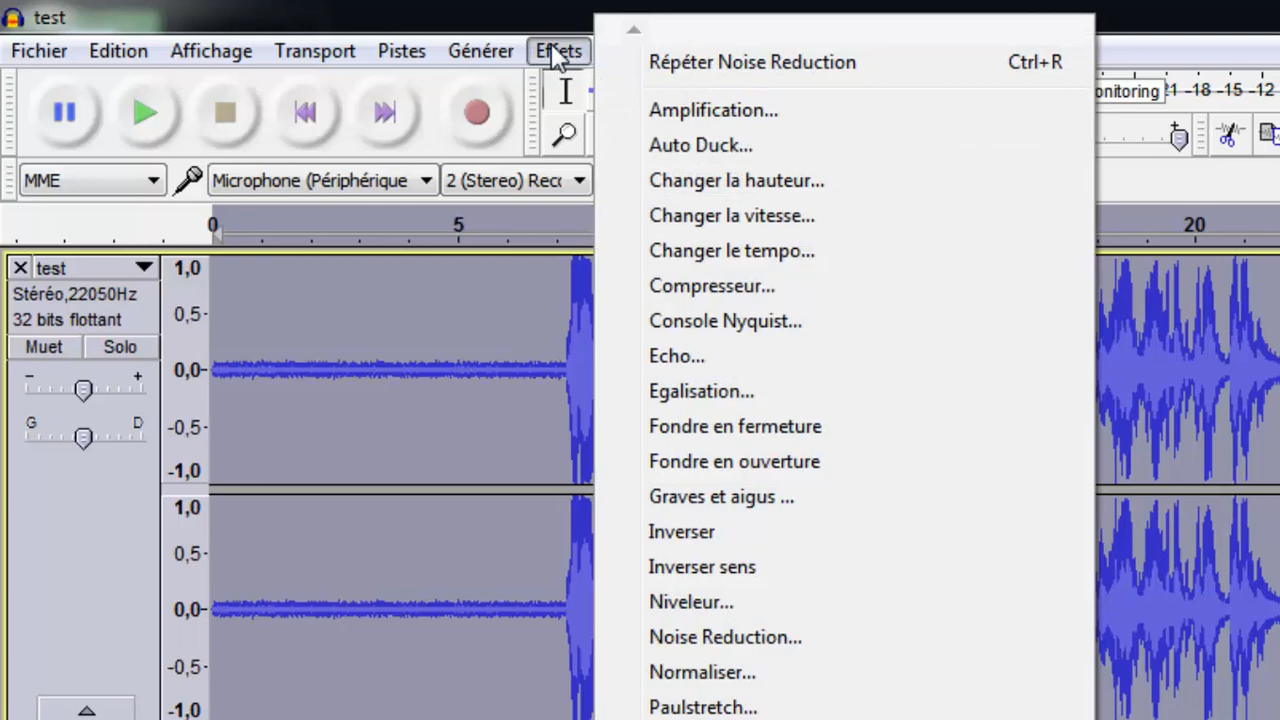 test
Fichier Edition Affichage Transport Pistes Générer Effets
Répéter Noise Reduction Ctrl+R
Amplification...
Auto Duck...
Changer la hauteur...
Changer la vitesse...
Changer le tempo...
Compresseur...
Console Nyquist...
Echo...
Egalisation...
Fondre en fermeture
Fondre en ouverture
Graves et aigus ...
Inverser
Inverser sens
Niveleur...
Noise Reduction...
Normaliser...
Paulstretch...
onitoring -18 -15 -12
MME Microphone (Périphérique 2 (Stereo) Rec
0 5 20
test
Stéréo,22050Hz
32 bits flottant
Muet Solo
- +
G D
1,0
0,5-
0,0-
-0,5-
-1,0
1,0
0,5-
0,0-
-0,5-
-1,0